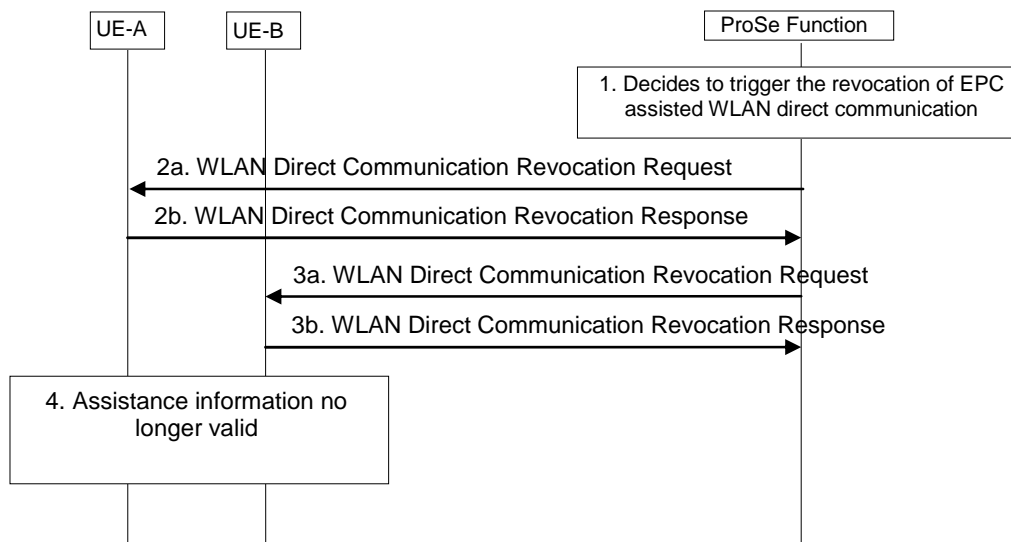 UE-A
UE-B
ProSe Function
1. Decides to trigger the revocation of EPC
assisted WLAN direct communication
2a. WLAN Direct Communication Revocation Request
2b. WLAN Direct Communication Revocation Response
3a. WLAN Direct Communication Revocation Request
3b. WLAN Direct Communication Revocation Response
4. Assistance information no
longer valid